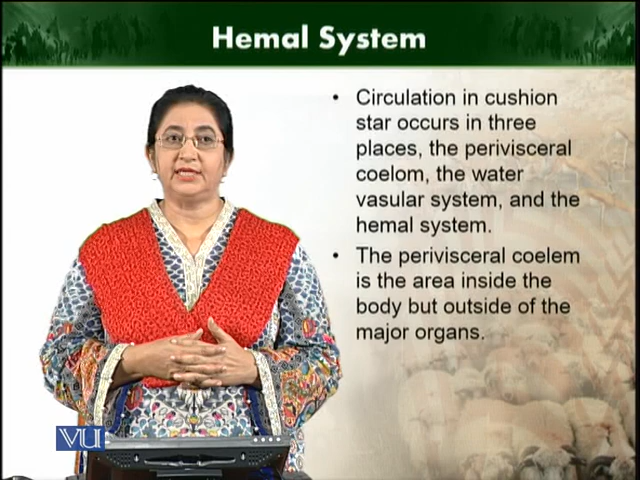 Hemal System
• Circulation in cushion
star occurs in three
places, the perivisceral
coelom, the water
vasular system, and the
hemal system.
• The perivisceral coelem
is the area inside the
body but outside of the
major organs.
VU